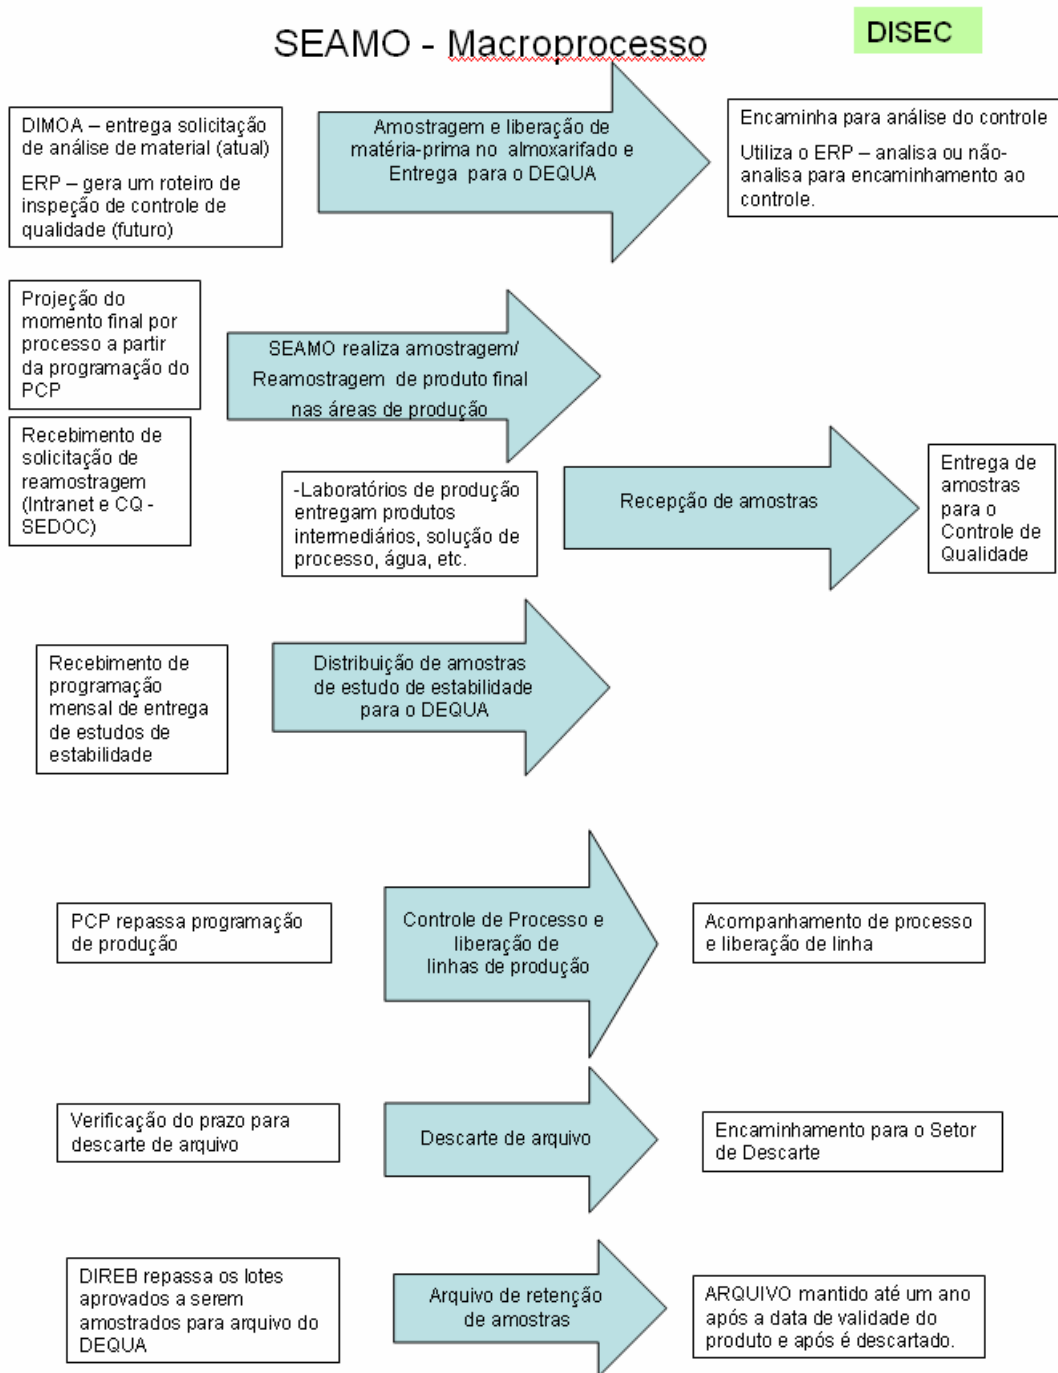 SEAMO - Macroprocesso
DISEC
DIMOA – entrega solicitação
de análise de material (atual)
ERP – gera um roteiro de
inspeção de controle de
qualidade (futuro)
Amostragem e liberação de
matéria-prima no almoxarifado e
Entrega para o DEQUA
Encaminha para análise do controle
Utiliza o ERP – analisa ou não-
analisa para encaminhamento ao
controle.
Projeção do
momento final por
processo a partir
da programação do
PCP
SEAMO realiza amostragem/
Reamostragem de produto final
nas áreas de produção
Recebimento de
solicitação de
reamostragem
(Intranet e CQ -
SEDOC)
-Laboratórios de produção
entregam produtos
intermediários, solução de
processo, água, etc.
Recepção de amostras
Entrega de
amostras
para o
Controle de
Qualidade
Recebimento de
programação
mensal de entrega
de estudos de
estabilidade
Distribuição de amostras
de estudo de estabilidade
para o DEQUA
PCP repassa programação
de produção
Controle de Processo e
liberação de
linhas de produção
Acompanhamento de processo
e liberação de linha
Verificação do prazo para
descarte de arquivo
Descarte de arquivo
Encaminhamento para o Setor
de Descarte
DIREB repassa os lotes
aprovados a serem
amostrados para arquivo do
DEQUA
Arquivo de retenção
de amostras
ARQUIVO mantido até um ano
após a data de validade do
produto e após é descartado.